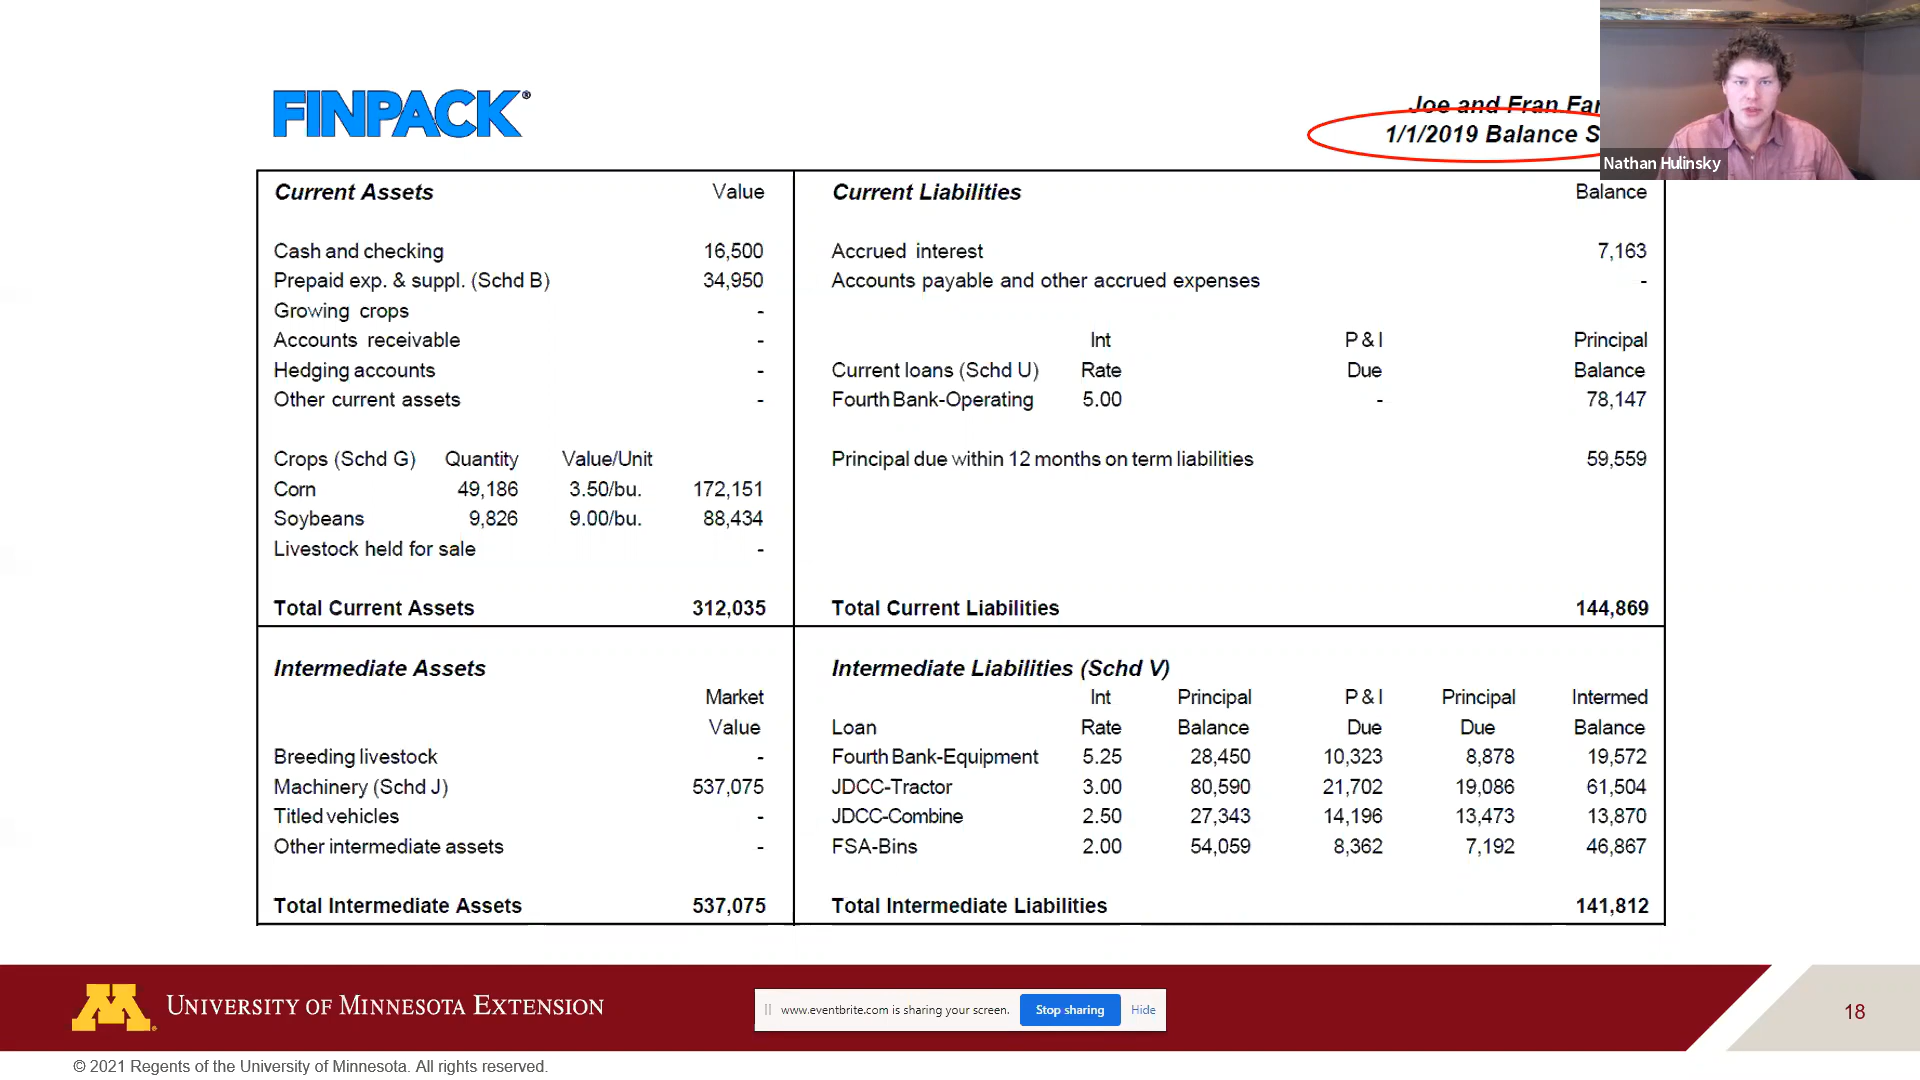 FINPACK®
Joe and Fran
1/1/2019 Balance
Nathan Hulinsky
Current Assets Value
Cash and checking 16,500
Prepaid exp. & suppl. (Schd B) 34,950
Growing crops -
Accounts receivable -
Hedging accounts -
Other current assets -
Crops (Schd G) Quantity Value/Unit
Corn 49,186 3.50/bu. 172,151
Soybeans 9,826 9.00/bu. 88,434
Livestock held for sale -
Total Current Assets 312,035
Current Liabilities Balance
Accrued interest 7,163
Accounts payable and other accrued expenses -
Int P & I Principal
Current loans (Schd U) Rate Due Balance
Fourth Bank-Operating 5.00 - 78,147
Principal due within 12 months on term liabilities 59,559
Total Current Liabilities 144,869
Intermediate Assets
Market
Value
Breeding livestock -
Machinery (Schd J) 537,075
Titled vehicles -
Other intermediate assets -
Total Intermediate Assets 537,075
Intermediate Liabilities (Schd V)
Int Principal P & I Principal Intermed
Loan Rate Balance Due Due Balance
Fourth Bank-Equipment 5.25 28,450 10,323 8,878 19,572
JDCC-Tractor 3.00 80,590 21,702 19,086 61,504
JDCC-Combine 2.50 27,343 14,196 13,473 13,870
FSA-Bins 2.00 54,059 8,362 7,192 46,867
Total Intermediate Liabilities 141,812
UNIVERSITY OF MINNESOTA EXTENSION
www.eventbrite.com is sharing your screen. Stop sharing Hide
18
© 2021 Regents of the University of Minnesota. All rights reserved.